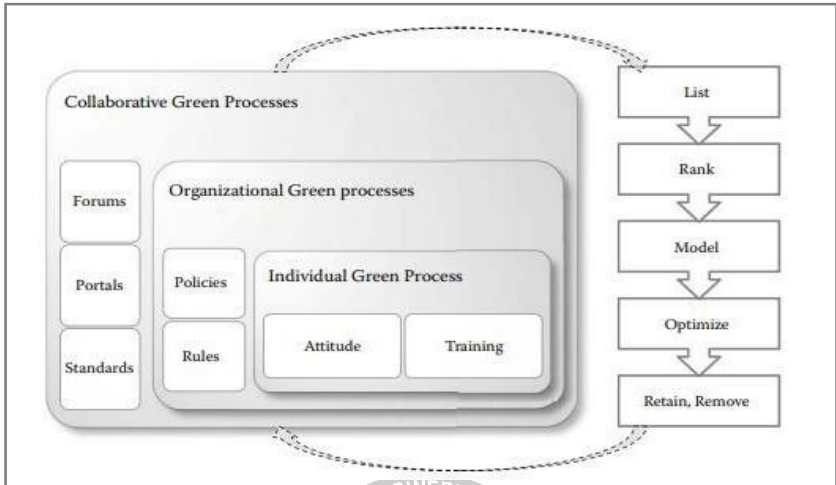 Collaborative Green Processes
Forums
Portals
Standards
Organizational Green processes
Policies
Rules
Individual Green Process
Attitude
Training
List
Rank
Model
Optimize
Retain, Remove